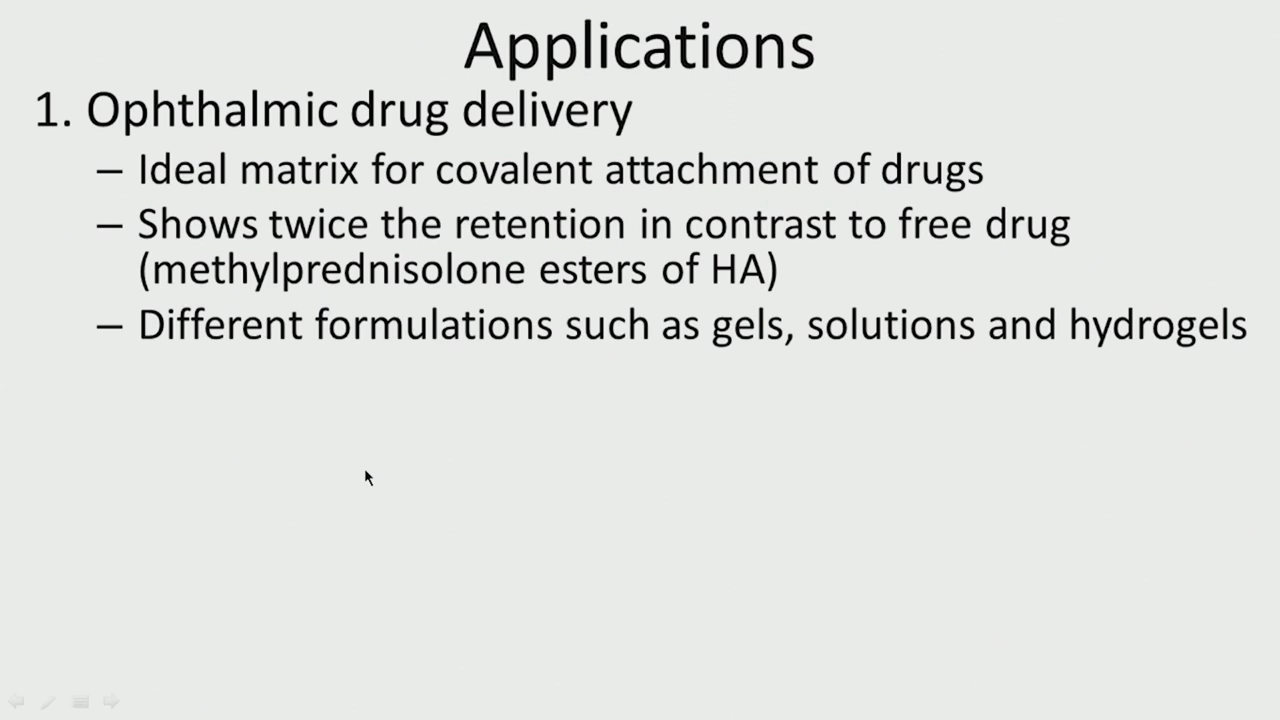 Applications
1. Ophthalmic drug delivery
– Ideal matrix for covalent attachment of drugs
– Shows twice the retention in contrast to free drug
(methylprednisolone esters of HA)
– Different formulations such as gels, solutions and hydrogels